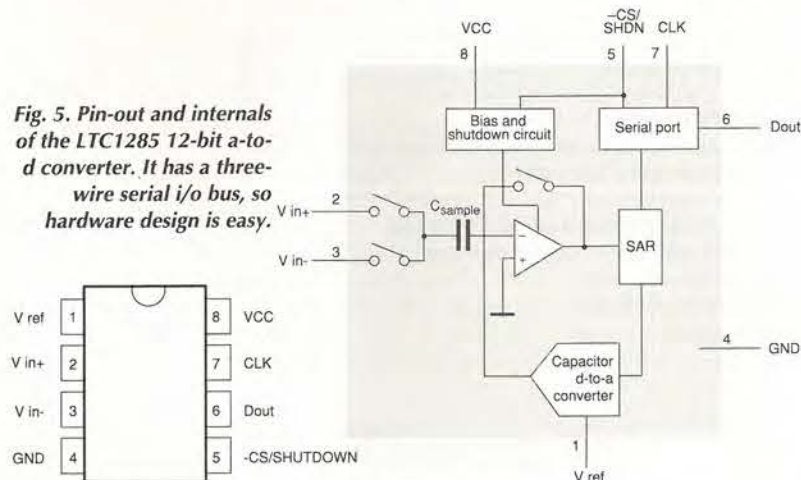 Fig. 5. Pin-out and internals
of the LTC1285 12-bit a-to-
d converter. It has a three-
wire serial i/o bus, so
hardware design is easy.
V ref 1
V in+ 2
V in- 3
GND 4
8 VCC
7 CLK
6 Dout
5 -CS/SHUTDOWN
VCC
8
–CS/
SHDN
5
CLK
7
Bias and
shutdown circuit
Serial port
6
Dout
2
V in+
3
V in-
Csample
−
+
SAR
4
GND
Capacitor
d-to-a
converter
1
V ref